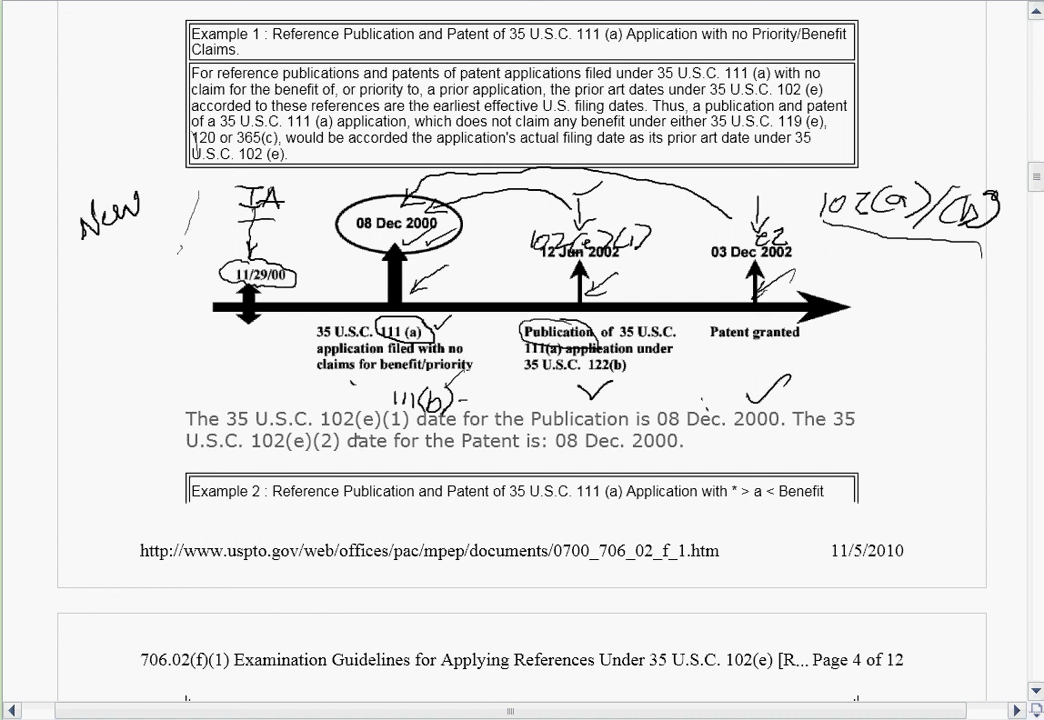 Example 1 : Reference Publication and Patent of 35 U.S.C. 111 (a) Application with no Priority/Benefit
Claims.
For reference publications and patents of patent applications filed under 35 U.S.C. 111 (a) with no
claim for the benefit of, or priority to, a prior application, the prior art dates under 35 U.S.C. 102 (e)
accorded to these references are the earliest effective U.S. filing dates. Thus, a publication and patent
of a 35 U.S.C. 111 (a) application, which does not claim any benefit under either 35 U.S.C. 119 (e),
120 or 365(c), would be accorded the application's actual filing date as its prior art date under 35
U.S.C. 102 (e).
New
IA
102(a)/(b)
08 Dec 2000
102(e)(1)
e2
12 Jun 2002
03 Dec 2002
11/29/00
35 U.S.C. 111 (a)
application filed with no
claims for benefit/priority
Publication of 35 U.S.C.
111(a) application under
35 U.S.C. 122(b)
Patent granted
111(b)
The 35 U.S.C. 102(e)(1) date for the Publication is 08 Dec. 2000. The 35
U.S.C. 102(e)(2) date for the Patent is: 08 Dec. 2000.
Example 2 : Reference Publication and Patent of 35 U.S.C. 111 (a) Application with * > a < Benefit
http://www.uspto.gov/web/offices/pac/mpep/documents/0700_706_02_f_1.htm
11/5/2010
706.02(f)(1) Examination Guidelines for Applying References Under 35 U.S.C. 102(e) [R... Page 4 of 12